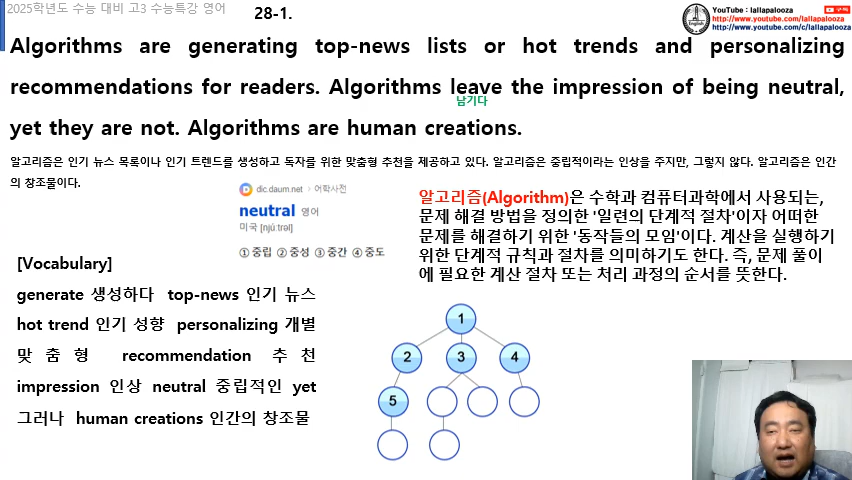 2025학년도 수능 대비 고3 수능특강 영어
28-1.
YouTube : lallapalooza
구독
http://www.youtube.com/lallapalooza
http://www.youtube.com/c/lallapalooza
Algorithms are generating top-news lists or hot trends and personalizing
recommendations for readers. Algorithms leave the impression of being neutral,
남기다
yet they are not. Algorithms are human creations.
알고리즘은 인기 뉴스 목록이나 인기 트렌드를 생성하고 독자를 위한 맞춤형 추천을 제공하고 있다. 알고리즘은 중립적이라는 인상을 주지만, 그렇지 않다. 알고리즘은 인간
의 창조물이다.
dic.daum.net › 어학사전
neutral 영어
미국 [njúːtrəl]
① 중립 ② 중성 ③ 중간 ④ 중도
알고리즘(Algorithm)은 수학과 컴퓨터과학에서 사용되는,
문제 해결 방법을 정의한 '일련의 단계적 절차'이자 어떠한
문제를 해결하기 위한 '동작들의 모임'이다. 계산을 실행하기
위한 단계적 규칙과 절차를 의미하기도 한다. 즉, 문제 풀이
에 필요한 계산 절차 또는 처리 과정의 순서를 뜻한다.
[Vocabulary]
generate 생성하다 top-news 인기 뉴스
hot trend 인기 성향 personalizing 개별
맞춤형 recommendation 추천
impression 인상 neutral 중립적인 yet
그러나 human creations 인간의 창조물
1
2 3 4
5